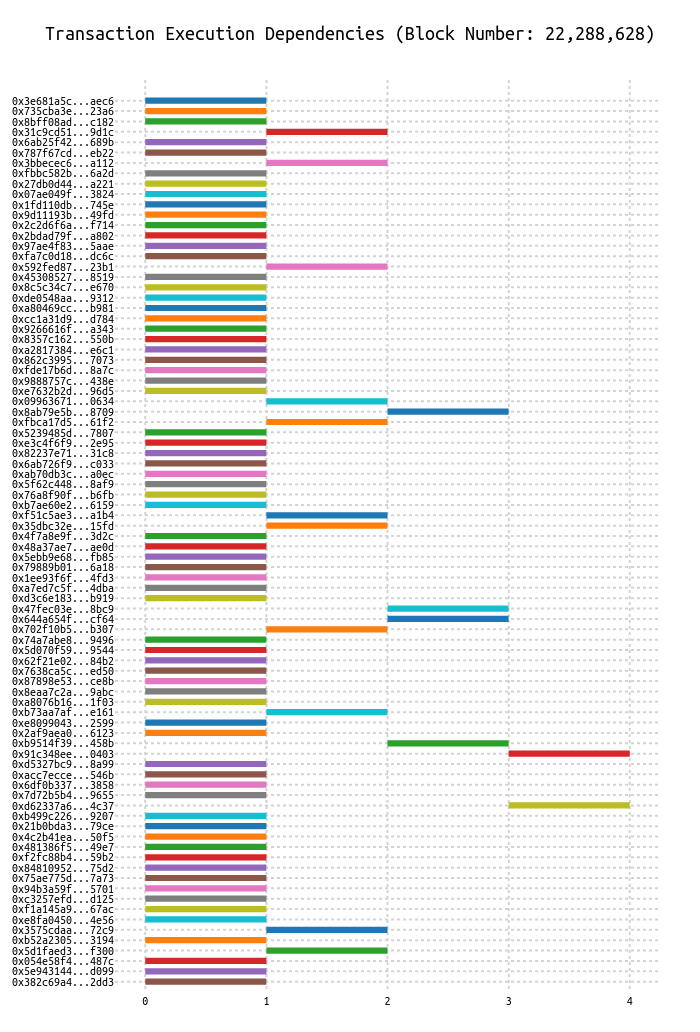 Transaction Execution Dependencies (Block Number: 22,288,628)
0x3e681a5c...aec6
0x735cba3e...23a6
0x8bff08ad...c182
0x31c9cd51...9d1c
0x6ab25f42...689b
0x787f67cd...eb22
0x3bbecec6...a112
0xfbbc582b...6a2d
0x27db0d44...a221
0x07ae049f...3824
0x1fd110db...745e
0x9d11193b...49fd
0x2c2d6f6a...f714
0x2bdad79f...a802
0x97ae4f83...5aae
0xfa7c0d18...dc6c
0x592fed87...23b1
0x45308527...8519
0x8c5c34c7...e670
0xde0548aa...9312
0xa80469cc...b981
0xcc1a31d9...d784
0x9266616f...a343
0x8357c162...550b
0xa2817384...e6c1
0x862c3995...7073
0xfde17b6d...8a7c
0x9888757c...438e
0xe7632b2d...96d5
0x09963671...0634
0x8ab79e5b...8709
0xfbca17d5...61f2
0x5239485d...7807
0xe3c4f6f9...2e95
0x82237e71...31c8
0x6ab726f9...c033
0xab70db3c...a0ec
0x5f62c448...8af9
0x76a8f90f...b6fb
0xb7ae60e2...6159
0xf51c5ae3...a1b4
0x35dbc32e...15fd
0x4f7a8e9f...3d2c
0x48a37ae7...ae0d
0x5ebb9e68...fb85
0x79889b01...6a18
0x1ee93f6f...4fd3
0xa7ed7c5f...4dba
0xd3c6e183...b919
0x47fec03e...8bc9
0x644a654f...cf64
0x702f10b5...b307
0x74a7abe8...9496
0x5d070f59...9544
0x62f21e02...84b2
0x7638ca5c...ed50
0x87898e53...ce8b
0x8eaa7c2a...9abc
0xa8076b16...1f03
0xb73aa7af...e161
0xe8099043...2599
0x2af9aea0...6123
0xb9514f39...458b
0x91c348ee...0403
0xd5327bc9...8a99
0xacc7ecce...546b
0x6df0b337...3858
0x7d72b5b4...9655
0xd62337a6...4c37
0xb499c226...9207
0x21b0bda3...79ce
0x4c2b41ea...50f5
0x481386f5...49e7
0xf2fc88b4...59b2
0x84810952...75d2
0x75ae775d...7a73
0x94b3a59f...5701
0xc3257efd...d125
0xf1a145a9...67ac
0xe8fa0450...4e56
0x3575cdaa...72c9
0xb52a2305...3194
0x5d1faed3...f300
0x054e58f4...487c
0x5e943144...d099
0x382c69a4...2dd3
0 1 2 3 4